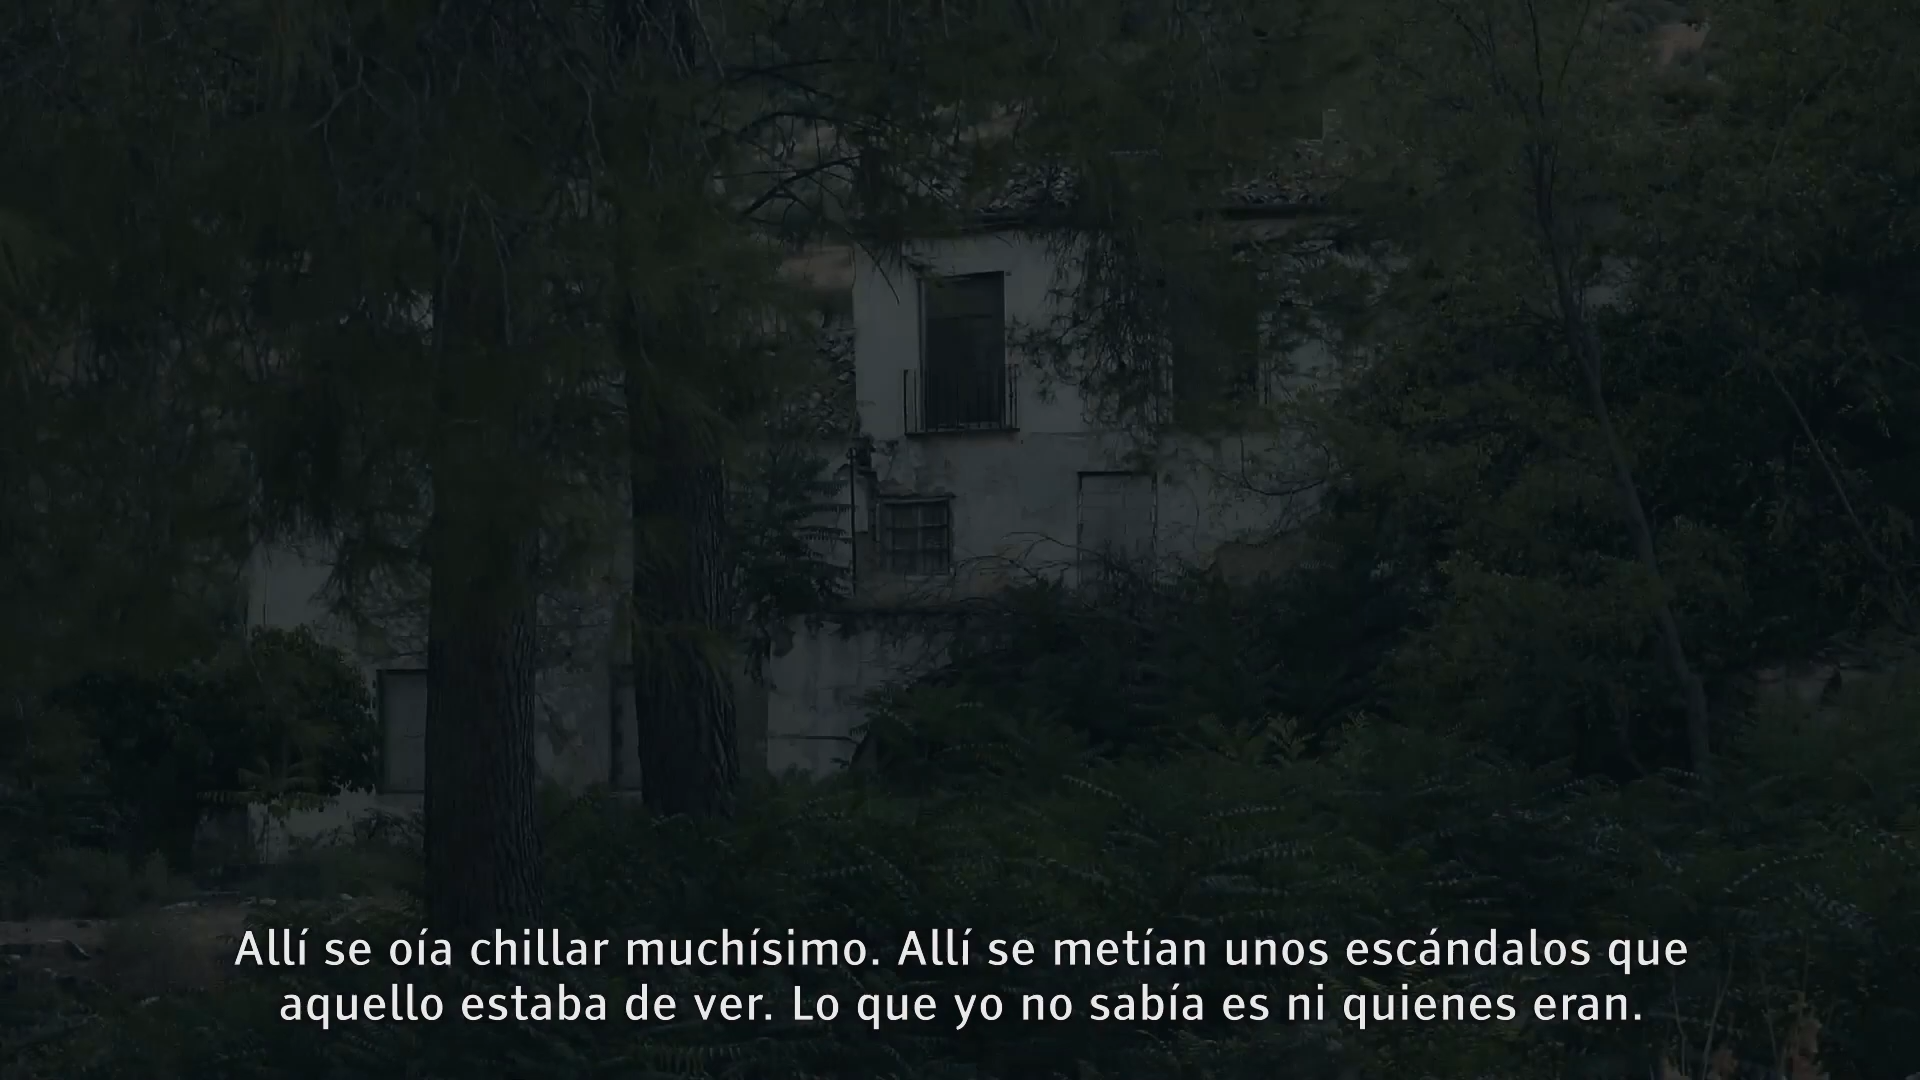 Allí se oía chillar muchísimo. Allí se metían unos escándalos que
aquello estaba de ver. Lo que yo no sabía es ni quienes eran.